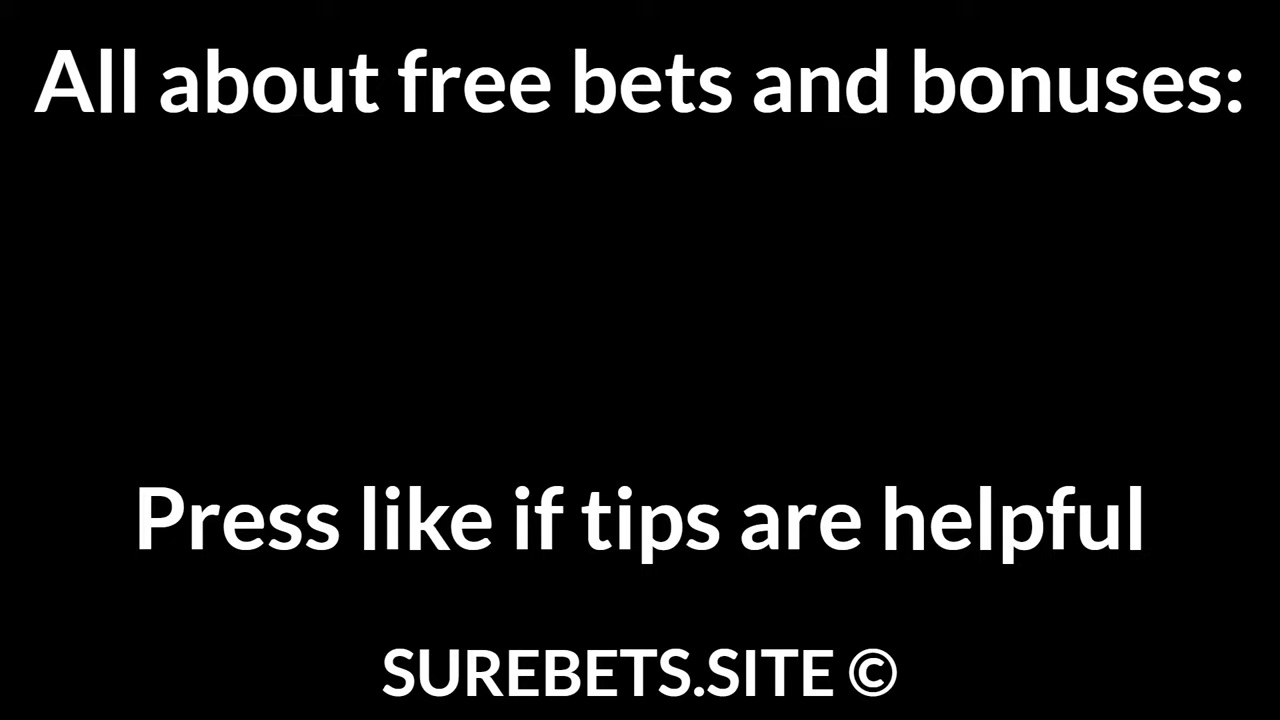 All about free bets and bonuses:
Press like if tips are helpful
SUREBETS.SITE ©